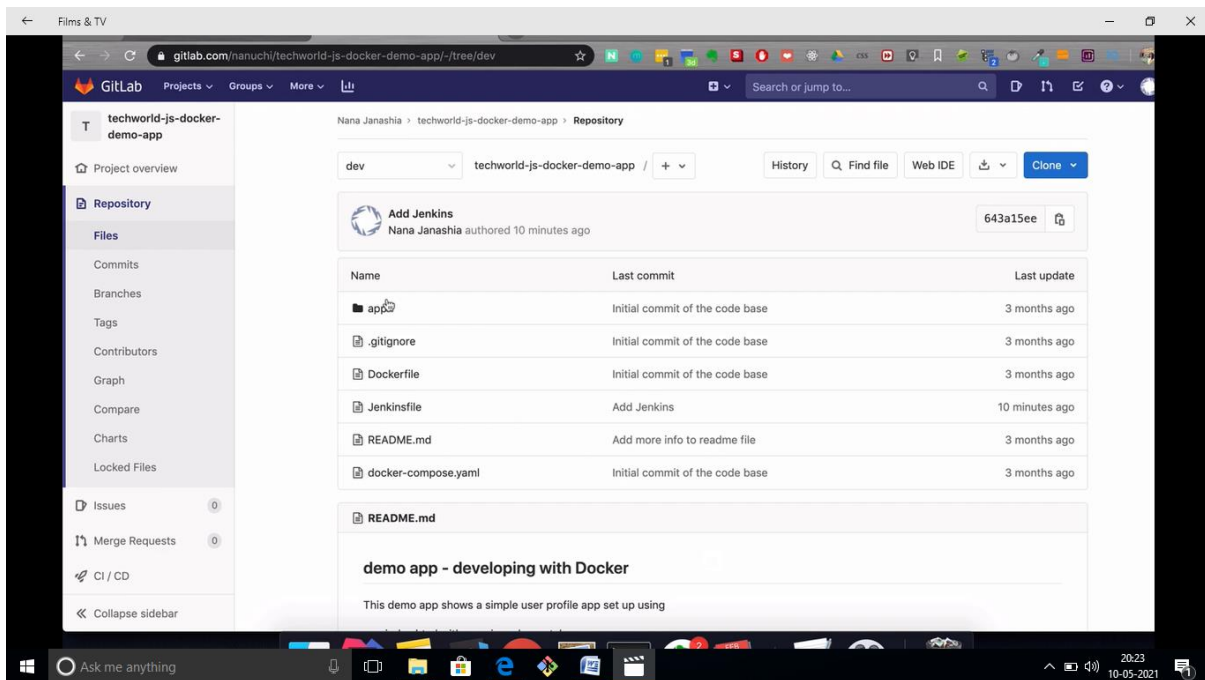 Films & TV
gitlab.com/nanuchi/techworld-js-docker-demo-app/-/tree/dev
GitLab Projects Groups More Search or jump to...
T techworld-js-docker-demo-app
Nana Janashia > techworld-js-docker-demo-app > Repository
Project overview
dev techworld-js-docker-demo-app / + History Find file Web IDE Clone
Repository
Files
Commits
Branches
Tags
Contributors
Graph
Compare
Charts
Locked Files
Issues 0
Merge Requests 0
CI / CD
Collapse sidebar
Add Jenkins
Nana Janashia authored 10 minutes ago
643a15ee
Name Last commit Last update
app Initial commit of the code base 3 months ago
.gitignore Initial commit of the code base 3 months ago
Dockerfile Initial commit of the code base 3 months ago
Jenkinsfile Add Jenkins 10 minutes ago
README.md Add more info to readme file 3 months ago
docker-compose.yaml Initial commit of the code base 3 months ago
README.md
demo app - developing with Docker
This demo app shows a simple user profile app set up using
FEB
Ask me anything
20:23
10-05-2021